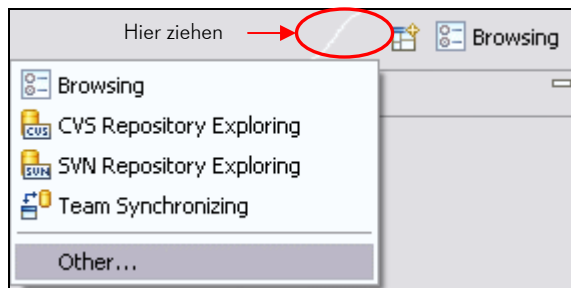 Hier ziehen
Browsing
Browsing
CVS Repository Exploring
SVN Repository Exploring
Team Synchronizing
Other...